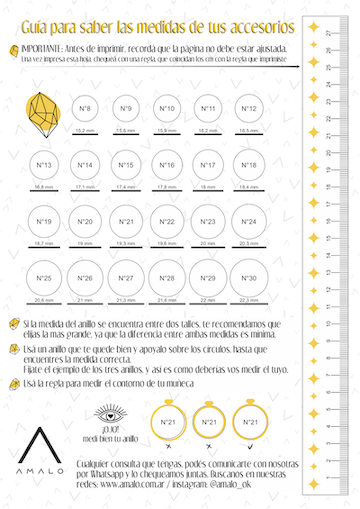 Guía para saber las medidas de tus accesorios
IMPORTANTE: Antes de imprimir, recordá que la página no debe estar ajustada.
Una vez impresa esta hoja, chequeá con una regla, que coincidan los cm con la regla que imprimiste
N°8 N°9 N°10 N°11 N°12
15,2 mm 15,6 mm 15,9 mm 16,2 mm 16,5 mm
N°13 N°14 N°15 N°16 N°17 N°18
16,8 mm 17,1 mm 17,4 mm 17,8 mm 18 mm 18,4 mm
N°19 N°20 N°21 N°22 N°23 N°24
18,7 mm 19 mm 19,3 mm 19,6 mm 20 mm 20,3 mm
N°25 N°26 N°27 N°28 N°29 N°30
20,6 mm 21 mm 21,3 mm 21,6 mm 22 mm 22,3 mm
Si la medida del anillo se encuentra entre dos talles, te recomendamos que
elijas la mas grande, ya que la diferencia entre ambas medidas es mínima.
Usá un anillo que te quede bien y apoyalo sobre los círculos, hasta que
encuentres la medida correcta.
Fijate el ejemplo de los tres anillos, y así es como deberías vos medir el tuyo.
Usá la regla para medir el contorno de tu muñeca
¡OJO!
medí bien tu anillo
N°21 N°21 N°21
x x ✓
AMALO
Cualquier consulta que tengas, podés comunicarte con nosotras
por Whatsapp y lo chequeamos juntas. Buscanos en nuestras
redes: www.amalo.com.ar / instagram: @amalo_ok
27
26
25
24
23
22
21
20
19
18
17
16
15
14
13
12
11
10
9
8
7
6
5
4
3
2
1